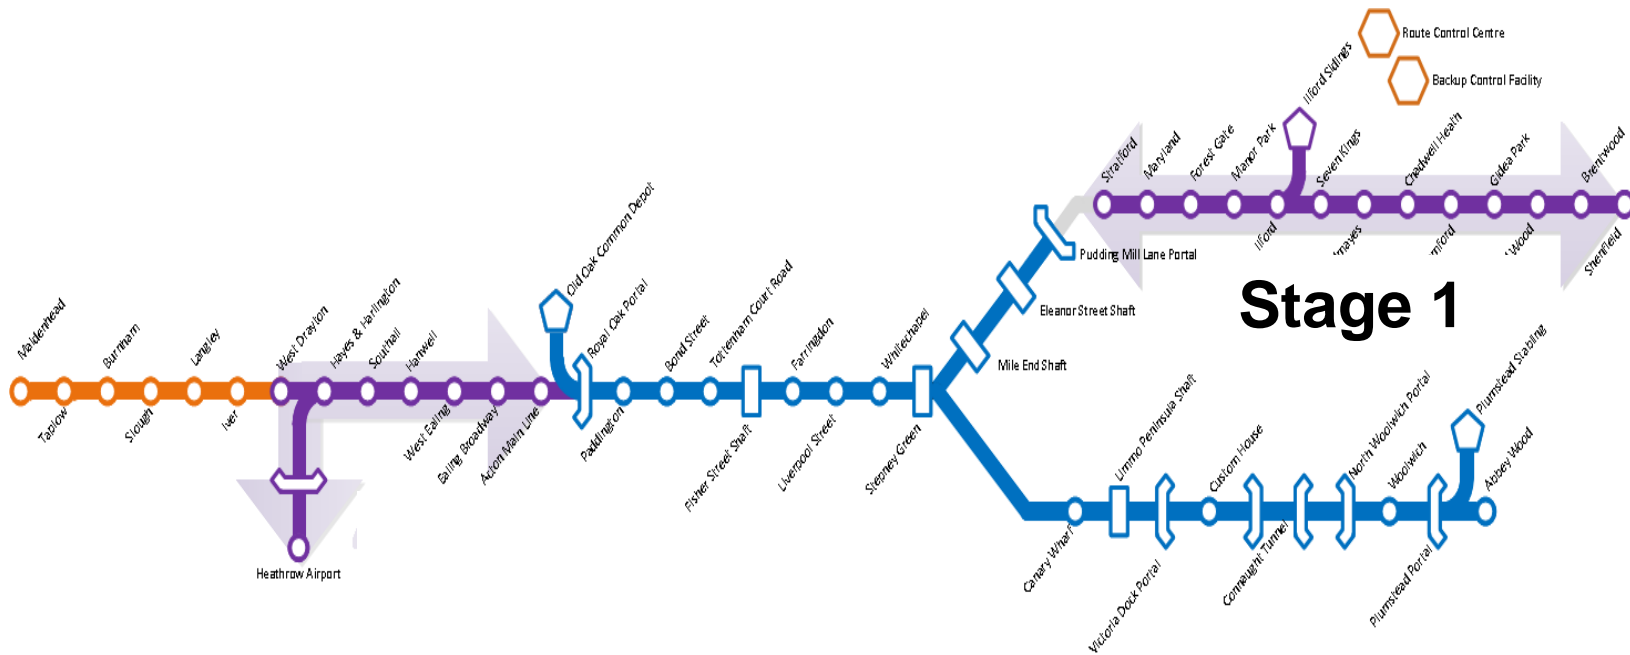 Route Control Centre
Backup Control Facility
Ilford Sidings
Stratford
Maryland
Forest Gate
Manor Park
Seven Kings
Chadwell Heath
Gidea Park
Brentwood
Ilford
Wood
Shenfield
Stage 1
Pudding Mill Lane Portal
Eleanor Street Shaft
Mile End Shaft
Maidenhead
Burnham
Langley
West Drayton
Hayes & Harlington
Southall
Hanwell
Old Oak Common Depot
Royal Oak Portal
Bond Street
Tottenham Court Road
Farringdon
Whitechapel
Taplow
Slough
Iver
West Ealing
Ealing Broadway
Acton Main Line
Paddington
Fisher Street Shaft
Liverpool Street
Stepney Green
Heathrow Airport
Limmo Peninsula Shaft
Custom House
North Woolwich Portal
Woolwich
Plumstead Stabling
Abbey Wood
Canary Wharf
Victoria Dock Portal
Connaught Tunnel
Plumstead Portal